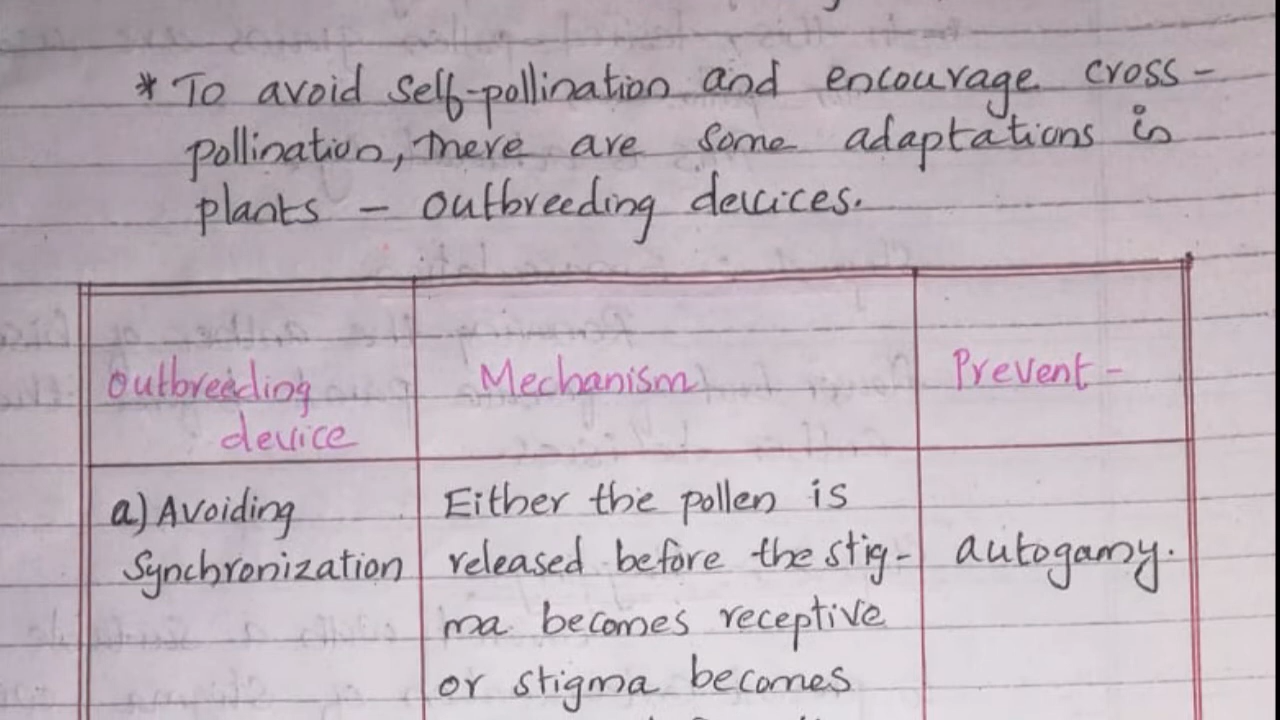 * To avoid self-pollination and encourage cross-
pollination, there are some adaptations in
plants - outbreeding devices.
Outbreeding
device
Mechanism
Prevent -
a) Avoiding
Synchronization
Either the pollen is
released before the stig-
ma becomes receptive
or stigma becomes
autogamy.